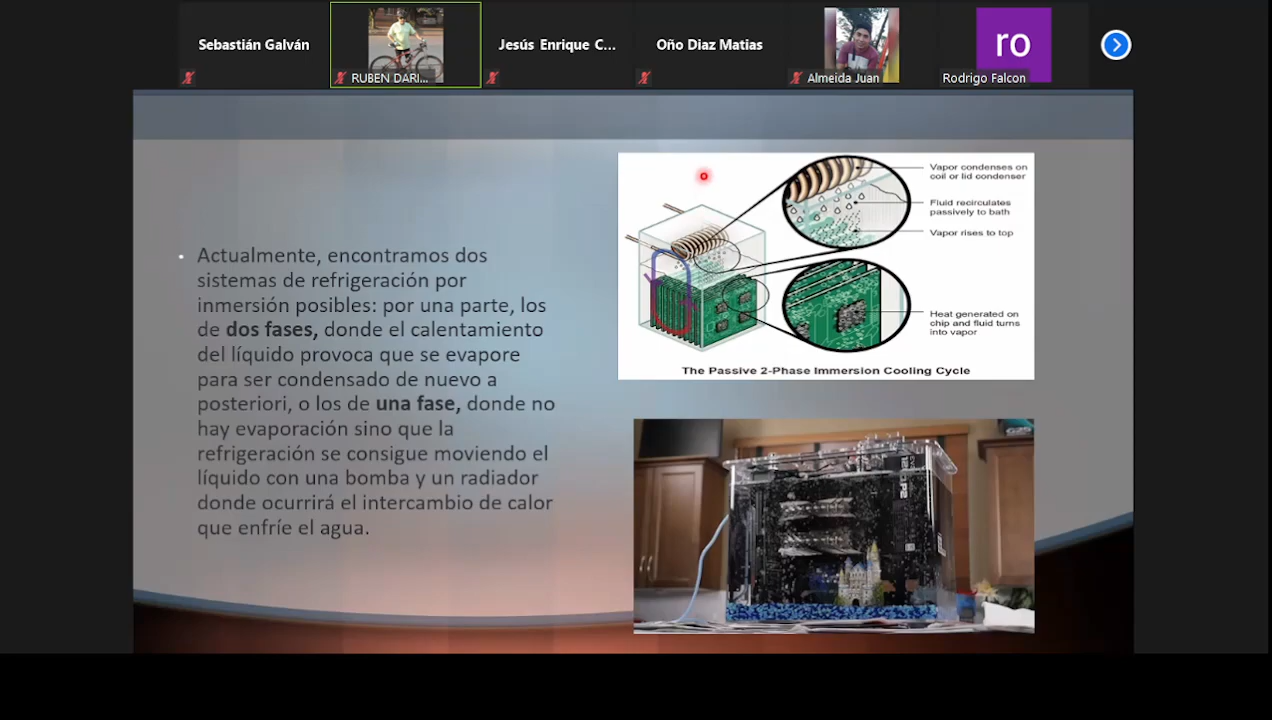 Sebastián Galván
RUBEN DARI...
Jesús Enrique C...
Oño Diaz Matias
Almeida Juan
ro
Rodrigo Falcon
• Actualmente, encontramos dos
sistemas de refrigeración por
inmersión posibles: por una parte, los
de dos fases, donde el calentamiento
del líquido provoca que se evapore
para ser condensado de nuevo a
posteriori, o los de una fase, donde no
hay evaporación sino que la
refrigeración se consigue moviendo el
líquido con una bomba y un radiador
donde ocurrirá el intercambio de calor
que enfríe el agua.
Vapor condenses on
coil or lid condenser
Fluid recirculates
passively to bath
Vapor rises to top
Heat generated on
chip and fluid turns
into vapor
The Passive 2-Phase Immersion Cooling Cycle